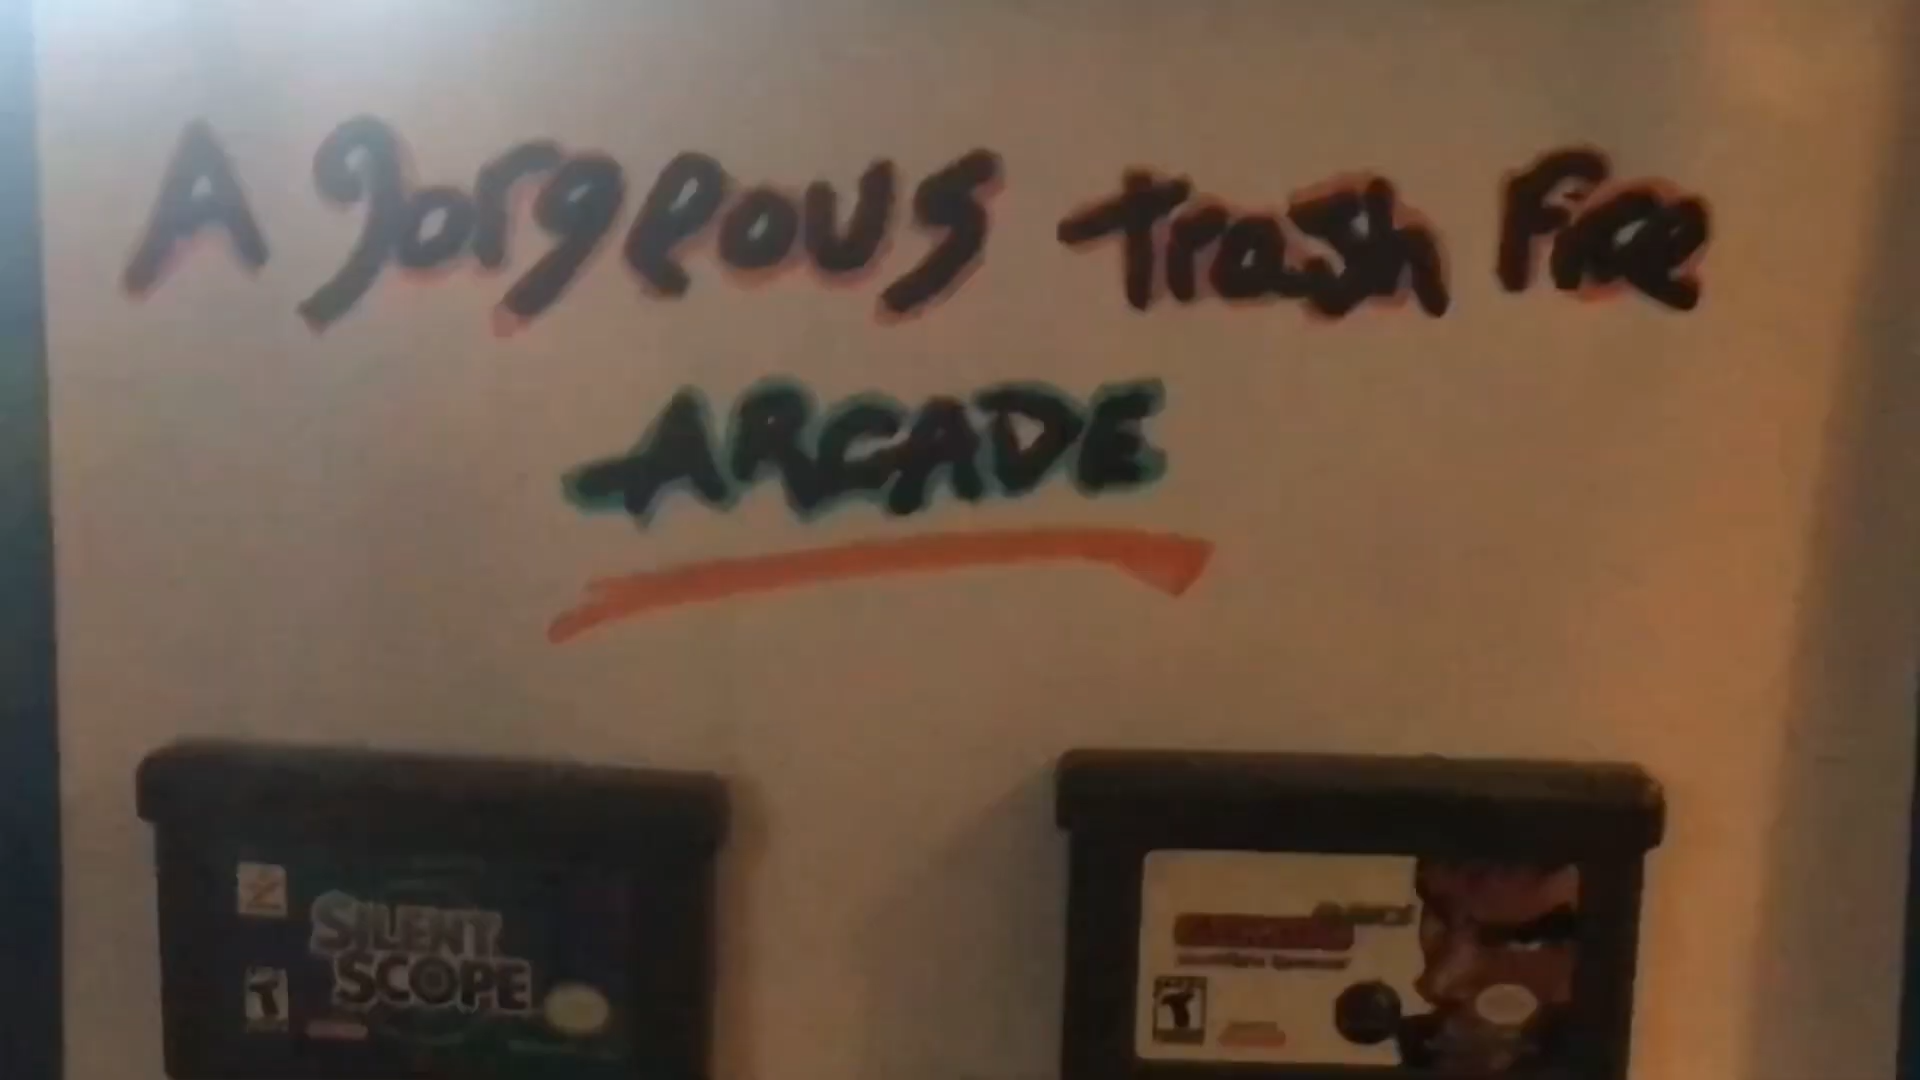 A gorgeous trash Fire
ARCADE
SILENT
SCOPE
T
T